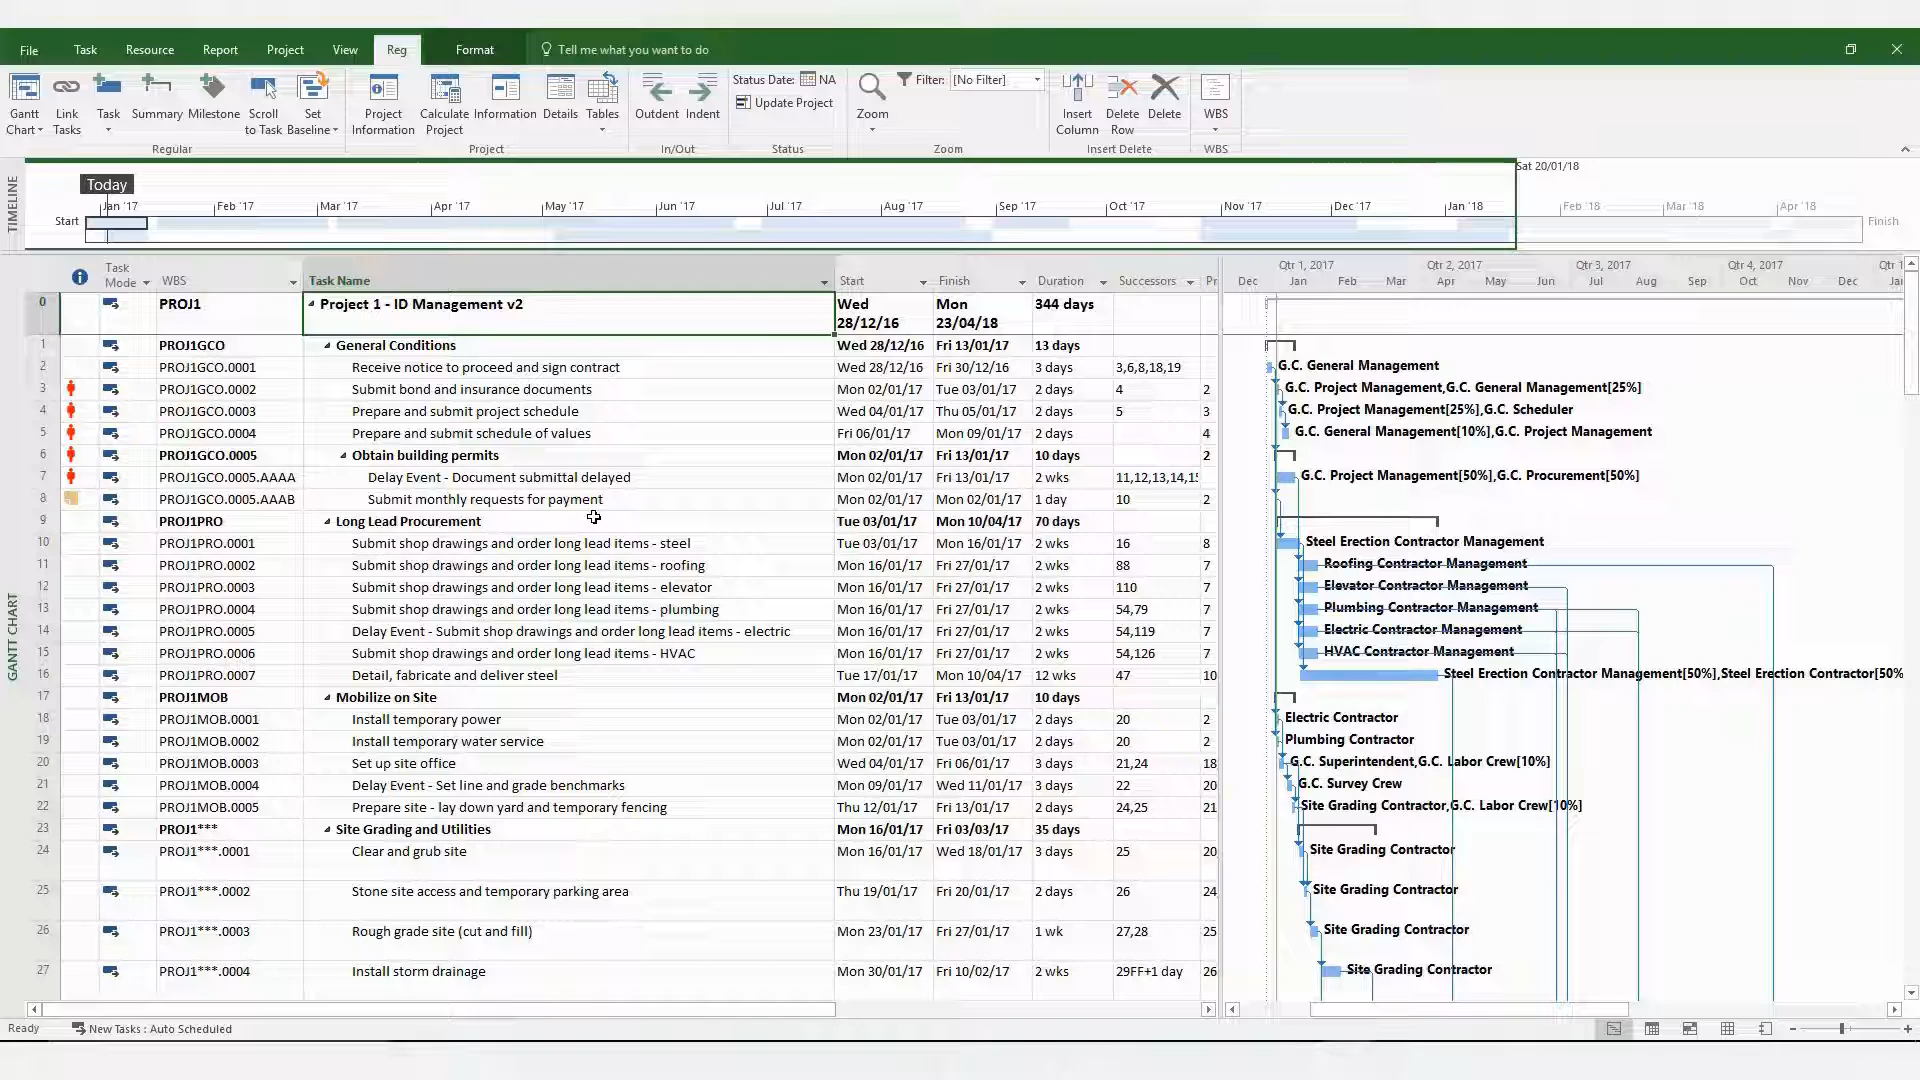 File Task Resource Report Project View Reg Format Tell me what you want to do
Gantt Chart Link Tasks Task Summary Milestone Scroll to Task Set Baseline Project Information Calculate Project Information Details Tables Outdent Indent Status Date: NA Update Project Zoom Filter: [No Filter] Insert Column Delete Row Delete WBS
Regular Project In/Out Status Zoom Insert Delete WBS
TIMELINE
Sat 20/01/18
Today
Jan '17 Feb '17 Mar '17 Apr '17 May '17 Jun '17 Jul '17 Aug '17 Sep '17 Oct '17 Nov '17 Dec '17 Jan '18 Feb '18 Mar '18 Apr '18
Start Finish
GANTT CHART
Task Mode WBS Task Name Start Finish Duration Successors Pr
Qtr 1, 2017 Qtr 2, 2017 Qtr 3, 2017 Qtr 4, 2017 Qtr 1
Dec Jan Feb Mar Apr May Jun Jul Aug Sep Oct Nov Dec Jan
0 PROJ1 Project 1 - ID Management v2 Wed 28/12/16 Mon 23/04/18 344 days
1 PROJ1GCO General Conditions Wed 28/12/16 Fri 13/01/17 13 days
2 PROJ1GCO.0001 Receive notice to proceed and sign contract Wed 28/12/16 Fri 30/12/16 3 days 3,6,8,18,19 G.C. General Management
3 PROJ1GCO.0002 Submit bond and insurance documents Mon 02/01/17 Tue 03/01/17 2 days 4 2 G.C. Project Management,G.C. General Management[25%]
4 PROJ1GCO.0003 Prepare and submit project schedule Wed 04/01/17 Thu 05/01/17 2 days 5 3 G.C. Project Management[25%],G.C. Scheduler
5 PROJ1GCO.0004 Prepare and submit schedule of values Fri 06/01/17 Mon 09/01/17 2 days 4 G.C. General Management[10%],G.C. Project Management
6 PROJ1GCO.0005 Obtain building permits Mon 02/01/17 Fri 13/01/17 10 days 2
7 PROJ1GCO.0005.AAAA Delay Event - Document submittal delayed Mon 02/01/17 Fri 13/01/17 2 wks 11,12,13,14,15 2 G.C. Project Management[50%],G.C. Procurement[50%]
8 PROJ1GCO.0005.AAAB Submit monthly requests for payment Mon 02/01/17 Mon 02/01/17 1 day 10 2
9 PROJ1PRO Long Lead Procurement Tue 03/01/17 Mon 10/04/17 70 days
10 PROJ1PRO.0001 Submit shop drawings and order long lead items - steel Tue 03/01/17 Mon 16/01/17 2 wks 16 8 Steel Erection Contractor Management
11 PROJ1PRO.0002 Submit shop drawings and order long lead items - roofing Mon 16/01/17 Fri 27/01/17 2 wks 88 7 Roofing Contractor Management
12 PROJ1PRO.0003 Submit shop drawings and order long lead items - elevator Mon 16/01/17 Fri 27/01/17 2 wks 110 7 Elevator Contractor Management
13 PROJ1PRO.0004 Submit shop drawings and order long lead items - plumbing Mon 16/01/17 Fri 27/01/17 2 wks 54,79 7 Plumbing Contractor Management
14 PROJ1PRO.0005 Delay Event - Submit shop drawings and order long lead items - electric Mon 16/01/17 Fri 27/01/17 2 wks 54,119 7 Electric Contractor Management
15 PROJ1PRO.0006 Submit shop drawings and order long lead items - HVAC Mon 16/01/17 Fri 27/01/17 2 wks 54,126 7 HVAC Contractor Management
16 PROJ1PRO.0007 Detail, fabricate and deliver steel Tue 17/01/17 Mon 10/04/17 12 wks 47 10 Steel Erection Contractor Management[50%],Steel Erection Contractor[50%
17 PROJ1MOB Mobilize on Site Mon 02/01/17 Fri 13/01/17 10 days
18 PROJ1MOB.0001 Install temporary power Mon 02/01/17 Tue 03/01/17 2 days 20 2 Electric Contractor
19 PROJ1MOB.0002 Install temporary water service Mon 02/01/17 Tue 03/01/17 2 days 20 2 Plumbing Contractor
20 PROJ1MOB.0003 Set up site office Wed 04/01/17 Fri 06/01/17 3 days 21,24 18 G.C. Superintendent,G.C. Labor Crew[10%]
21 PROJ1MOB.0004 Delay Event - Set line and grade benchmarks Mon 09/01/17 Wed 11/01/17 3 days 22 20 G.C. Survey Crew
22 PROJ1MOB.0005 Prepare site - lay down yard and temporary fencing Thu 12/01/17 Fri 13/01/17 2 days 24,25 21 Site Grading Contractor,G.C. Labor Crew[10%]
23 PROJ1*** Site Grading and Utilities Mon 16/01/17 Fri 03/03/17 35 days
24 PROJ1***.0001 Clear and grub site Mon 16/01/17 Wed 18/01/17 3 days 25 20 Site Grading Contractor
25 PROJ1***.0002 Stone site access and temporary parking area Thu 19/01/17 Fri 20/01/17 2 days 26 24, Site Grading Contractor
26 PROJ1***.0003 Rough grade site (cut and fill) Mon 23/01/17 Fri 27/01/17 1 wk 27,28 25 Site Grading Contractor
27 PROJ1***.0004 Install storm drainage Mon 30/01/17 Fri 10/02/17 2 wks 29FF+1 day 26 Site Grading Contractor
Ready New Tasks : Auto Scheduled